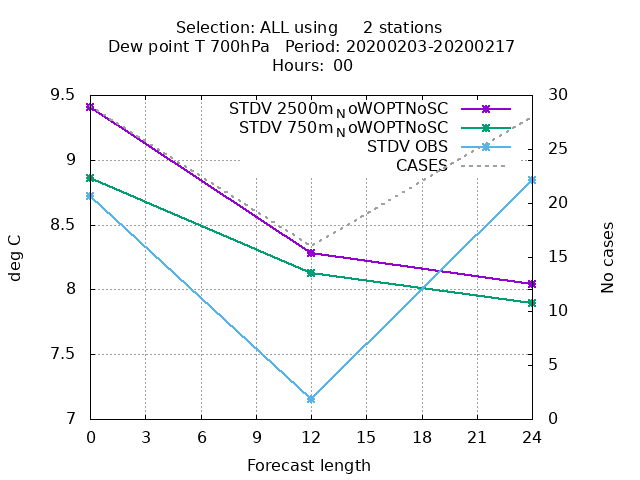 Selection: ALL using     2 stations
Dew point T 700hPa   Period: 20200203-20200217
Hours:  00
9.5
9
8.5
8
7.5
7
30
25
20
15
10
5
0
STDV 2500mNoWOPTNoSC
STDV 750mNoWOPTNoSC
STDV OBS
CASES
deg C
No cases
0 3 6 9 12 15 18 21 24
Forecast length